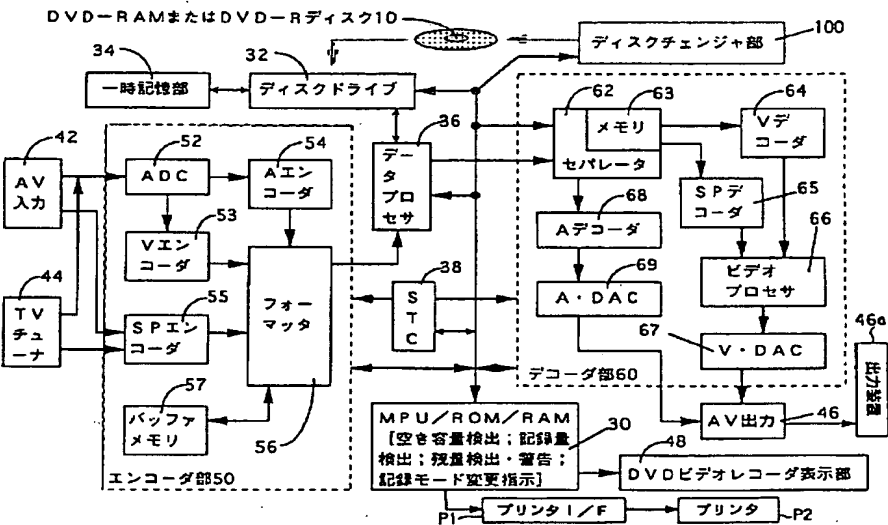 DVD-RAMまたはDVD-Rディスク10
100
ディスクチェンジャ部
34
32
一時記憶部
ディスクドライブ
62
63
64
メモリ
セパレータ
Vデ
コーダ
36
データ
プロセサ
42
52
54
AV
入力
ADC
Aエン
コーダ
68
SPデ
コーダ
65
Aデコーダ
66
53
Vエン
コーダ
44
38
69
ビデオ
プロセサ
TV
チュー
ナ
55
フォー
マッタ
STC
A・DAC
SPエン
コーダ
67
46a
V・DAC
出力装置
57
デコーダ部60
バッファ
メモリ
56
MPU/ROM/RAM
[空き容量検出;記録量
検出;残量検出・警告;
記録モード変更指示]
30
AV出力
46
48
エンコーダ部50
DVDビデオレコーダ表示部
P1
プリンタI/F
プリンタ
P2